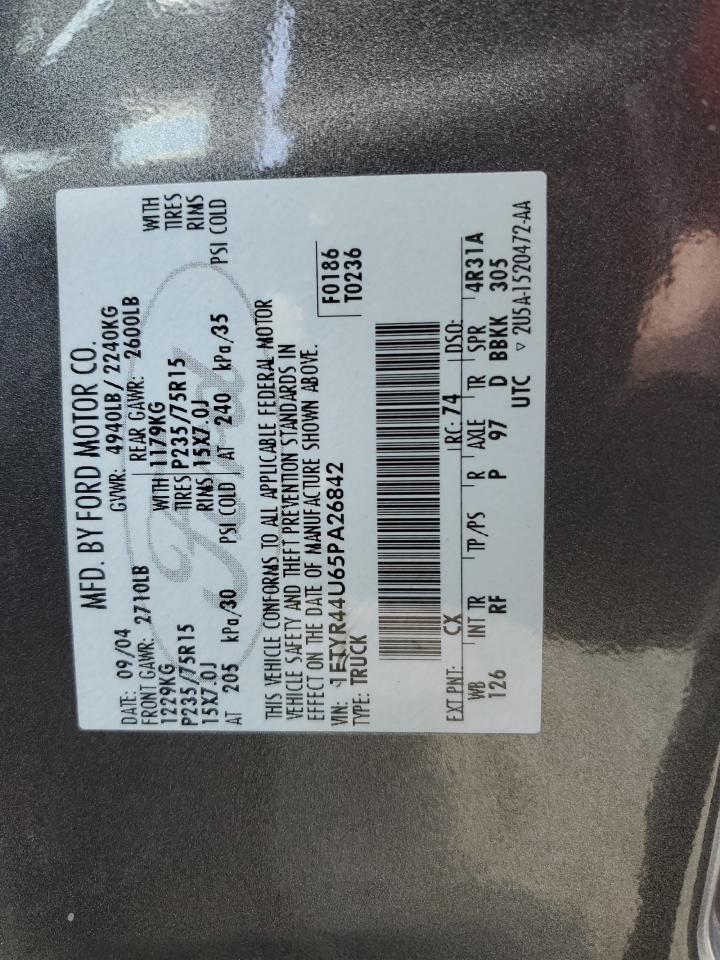 MFD. BY FORD MOTOR CO.
DATE: 09/04 GVWR: 4940LB / 2240KG
FRONT GAWR: 2710LB REAR GAWR: 2600LB
1229KG WITH 1179KG WITH
P235/75R15 TIRES P235/75R15 TIRES
15X7.0J RIMS 15X7.0J RIMS
AT 205 kPa/30 PSI COLD AT 240 kPa/35 PSI COLD
Ford
THIS VEHICLE CONFORMS TO ALL APPLICABLE FEDERAL MOTOR
VEHICLE SAFETY AND THEFT PREVENTION STANDARDS IN
EFFECT ON THE DATE OF MANUFACTURE SHOWN ABOVE.
VIN: 1FTYR44U65PA26842 F0186
TYPE: TRUCK T0236
EXT PNT: CX RC: 74 DSO:
WB INT TR TP/PS R AXLE TR SPR 4R31A
126 RF P 97 D BBKK 305
UTC ▽ 2U5A-1520472-AA